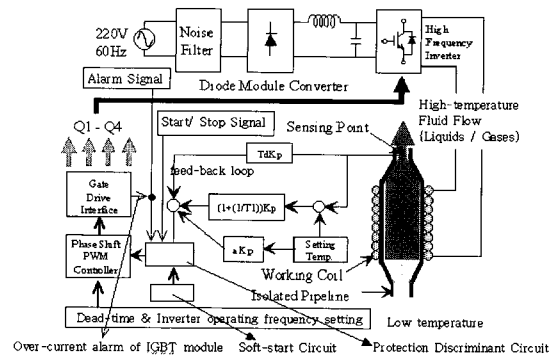 220V
60Hz
Noise
Filter
High
Frequency
Inverter
Alarm Signal
Diode Module Converter
High-temperature
Fluid Flow
(Liquids / Gases)
Q1 - Q4
Start/ Stop Signal
Sensing Point
TdKp
feed-back loop
Gate
Drive
Interface
(1+(1/T1))Kp
Phase Shift
PWM
Controller
aKp
Setting
Temp.
Working Coil
Isolated Pipeline
Dead-time & Inverter operating frequency setting
Low temperature
Over-current alarm of IGBT module
Soft-start Circuit
Protection Discriminant Circuit